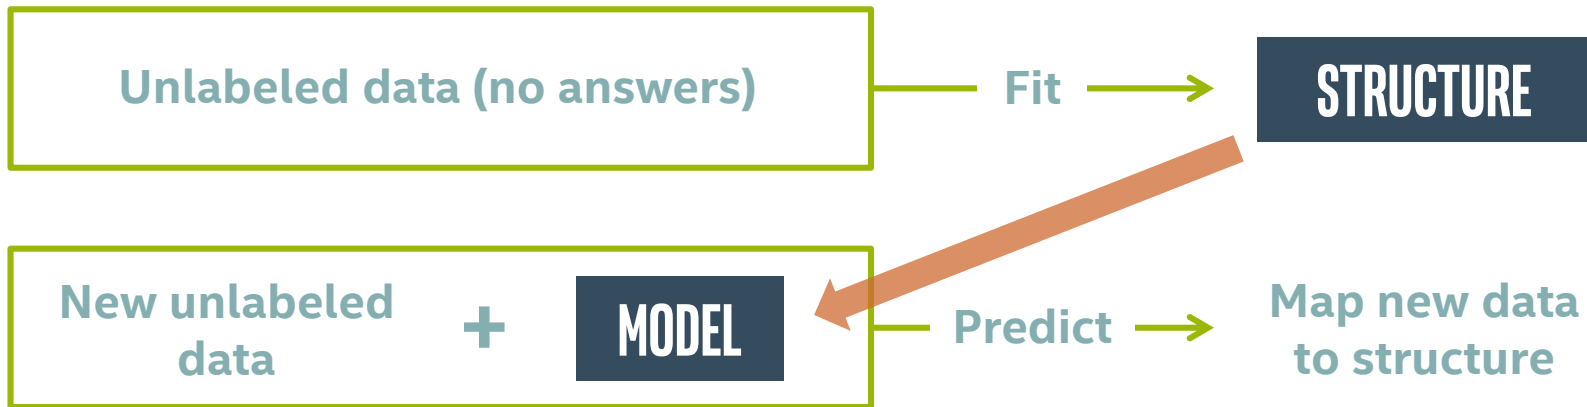 Unlabeled data (no answers)
Fit
STRUCTURE
New unlabeled
data
+
MODEL
Predict
Map new data
to structure